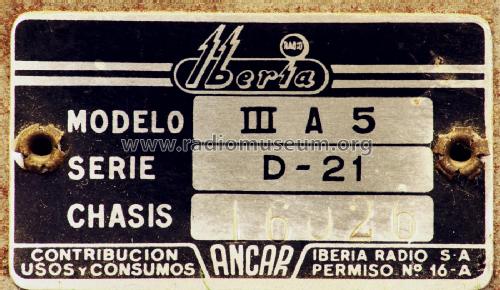 RADIO
Iberia
MODELO III A 5
www.radiomuseum.org
SERIE D-21
CHASIS 16026
CONTRIBUCION ANCAR IBERIA RADIO S.A
USOS Y CONSUMOS PERMISO Nº 16-A